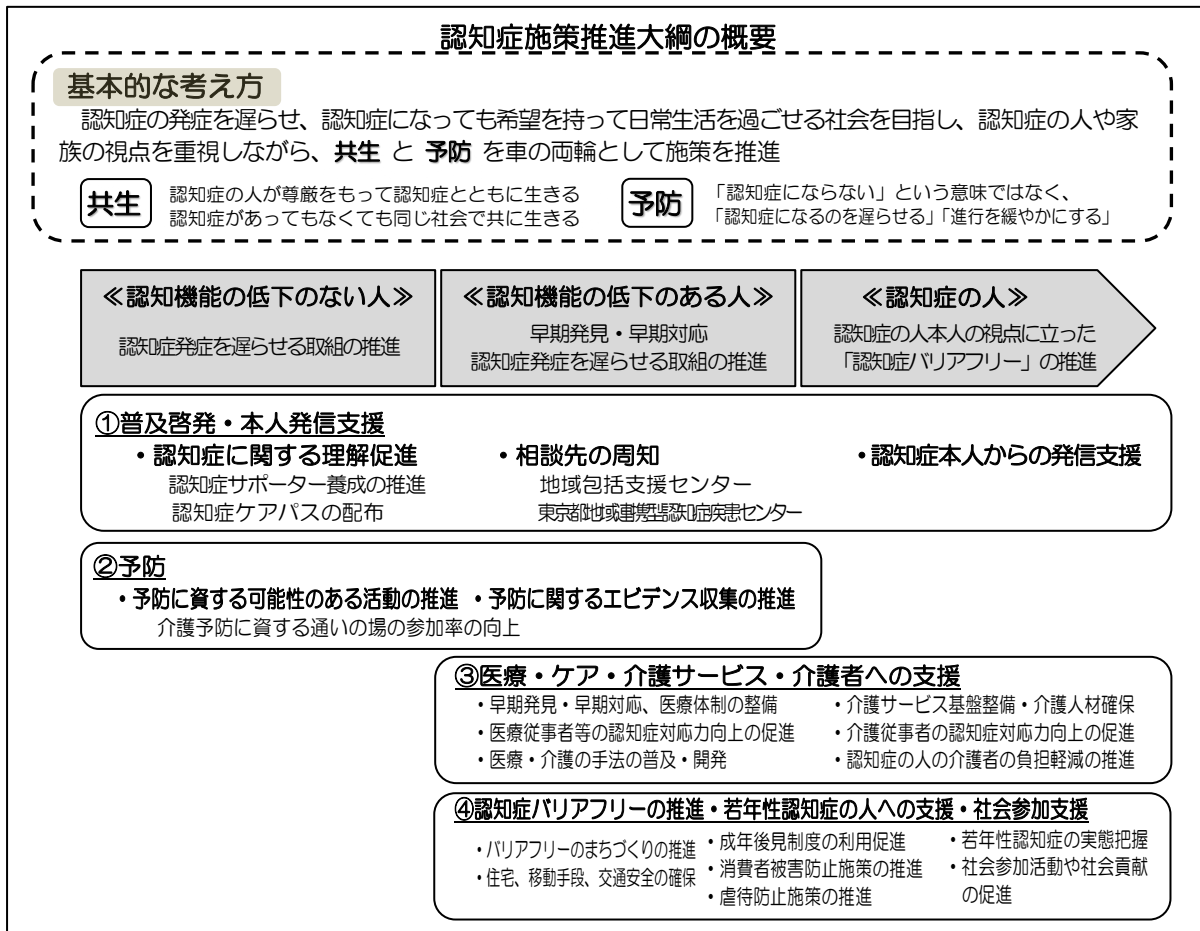 認知症施策推進大綱の概要
基本的な考え方
認知症の発症を遅らせ、認知症になっても希望を持って日常生活を過ごせる社会を目指し、認知症の人や家
族の視点を重視しながら、共生 と 予防 を車の両輪として施策を推進
共生
認知症の人が尊厳をもって認知症とともに生きる
認知症があってもなくても同じ社会で共に生きる
予防
「認知症にならない」という意味ではなく、
「認知症になるのを遅らせる」「進行を緩やかにする」
≪認知機能の低下のない人≫
認知症発症を遅らせる取組の推進
≪認知機能の低下のある人≫
早期発見・早期対応
認知症発症を遅らせる取組の推進
≪認知症の人≫
認知症の人本人の視点に立った
「認知症バリアフリー」の推進
①普及啓発・本人発信支援
・認知症に関する理解促進
認知症サポーター養成の推進
認知症ケアパスの配布
・相談先の周知
地域包括支援センター
東京都地域連携型認知症疾患センター
・認知症本人からの発信支援
②予防
・予防に資する可能性のある活動の推進 ・予防に関するエビデンス収集の推進
介護予防に資する通いの場の参加率の向上
③医療・ケア・介護サービス・介護者への支援
・早期発見・早期対応、医療体制の整備
・医療従事者等の認知症対応力向上の促進
・医療・介護の手法の普及・開発
・介護サービス基盤整備・介護人材確保
・介護従事者の認知症対応力向上の促進
・認知症の人の介護者の負担軽減の推進
④認知症バリアフリーの推進・若年性認知症の人への支援・社会参加支援
・バリアフリーのまちづくりの推進
・住宅、移動手段、交通安全の確保
・成年後見制度の利用促進
・消費者被害防止施策の推進
・虐待防止施策の推進
・若年性認知症の実態把握
・社会参加活動や社会貢献
の促進